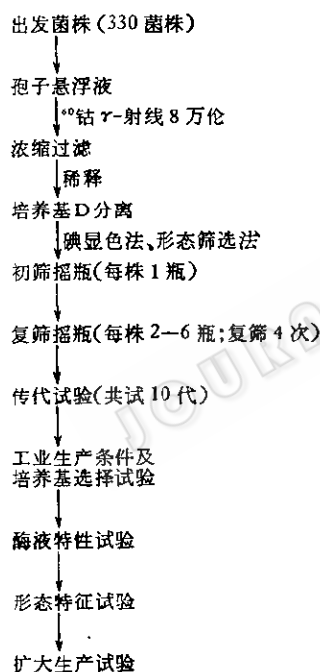 出发菌株(330菌株)
孢子悬浮液
⁶⁰钴γ-射线8万伦
浓缩过滤
稀释
培养基D分离
碘显色法、形态筛选法
初筛摇瓶(每株1瓶)
复筛摇瓶(每株2—6瓶;复筛4次)
传代试验(共试10代)
工业生产条件及
培养基选择试验
酶液特性试验
形态特征试验
扩大生产试验
JOURN